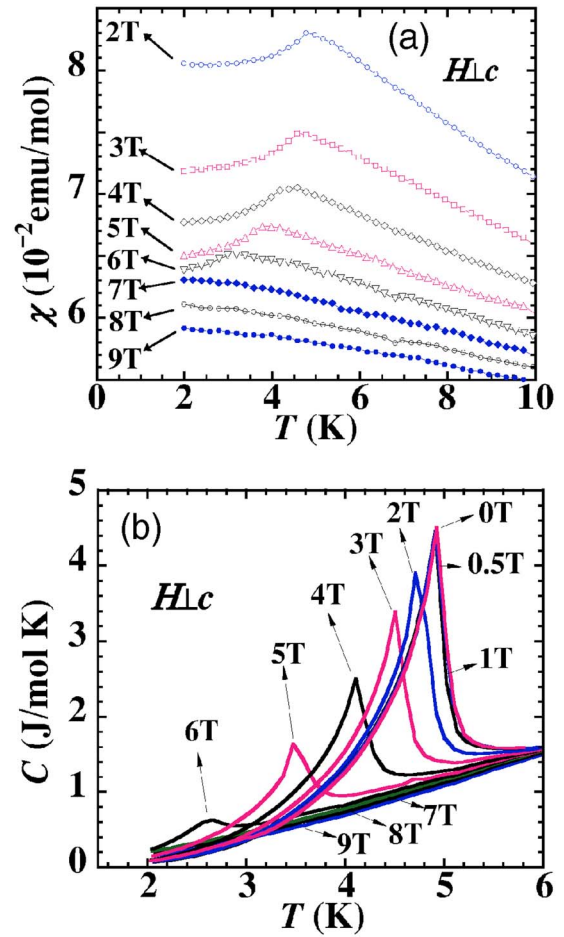 (a)
H⊥c
2T
3T
4T
5T
6T
7T
8T
9T
8
7
6
χ (10⁻²emu/mol)
0 2 4 6 8 10
T (K)
(b)
H⊥c
2T 0T
3T 0.5T
4T
5T 1T
6T
7T
8T
9T
5
4
3
2
1
0
C (J/mol K)
2 3 4 5 6
T (K)